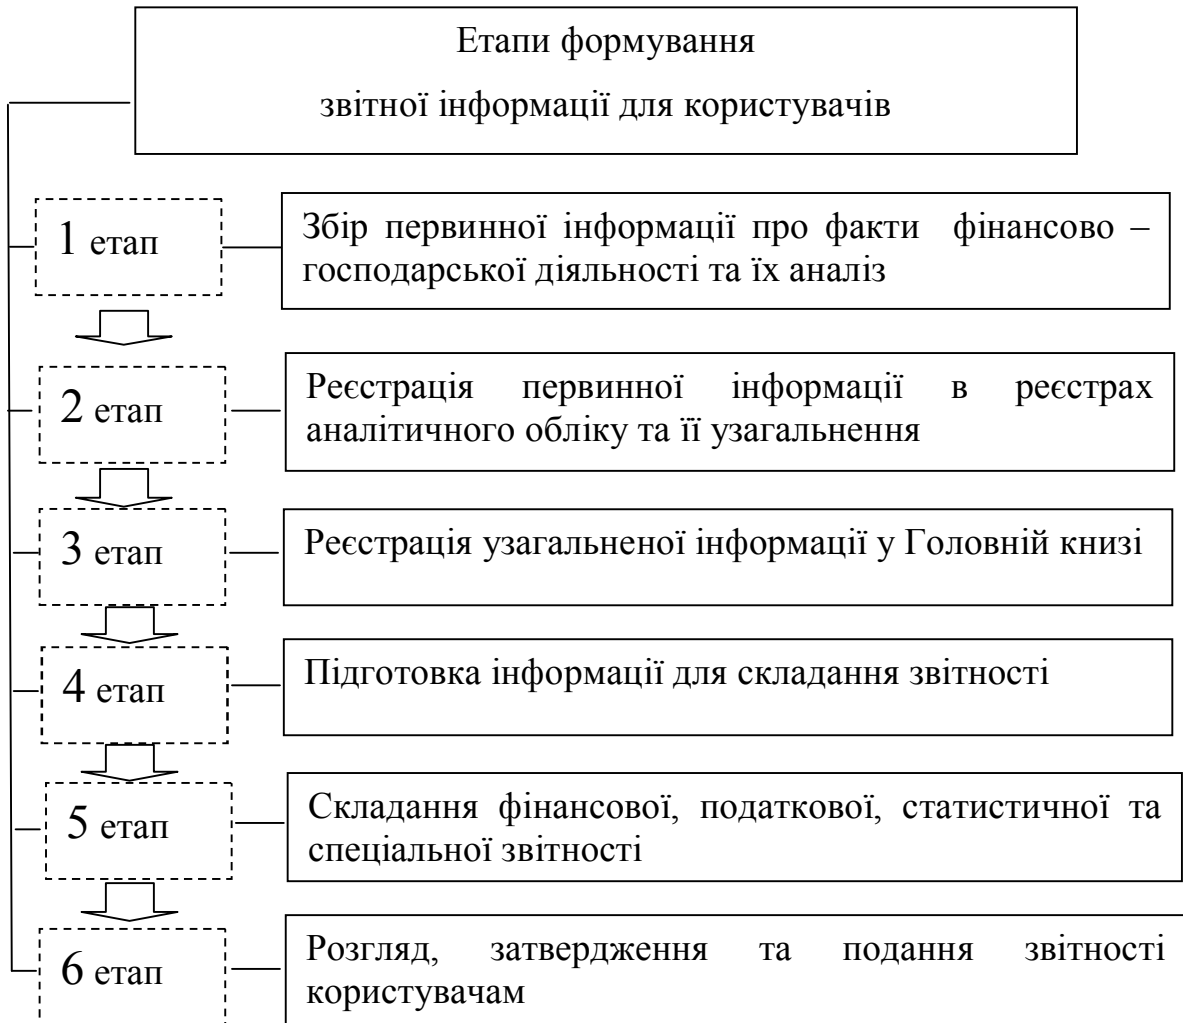 Етапи формування
звітної інформації для користувачів
1 етап
Збір первинної інформації про факти фінансово –
господарської діяльності та їх аналіз
2 етап
Реєстрація первинної інформації в реєстрах
аналітичного обліку та її узагальнення
3 етап
Реєстрація узагальненої інформації у Головній книзі
4 етап
Підготовка інформації для складання звітності
5 етап
Складання фінансової, податкової, статистичної та
спеціальної звітності
6 етап
Розгляд, затвердження та подання звітності
користувачам